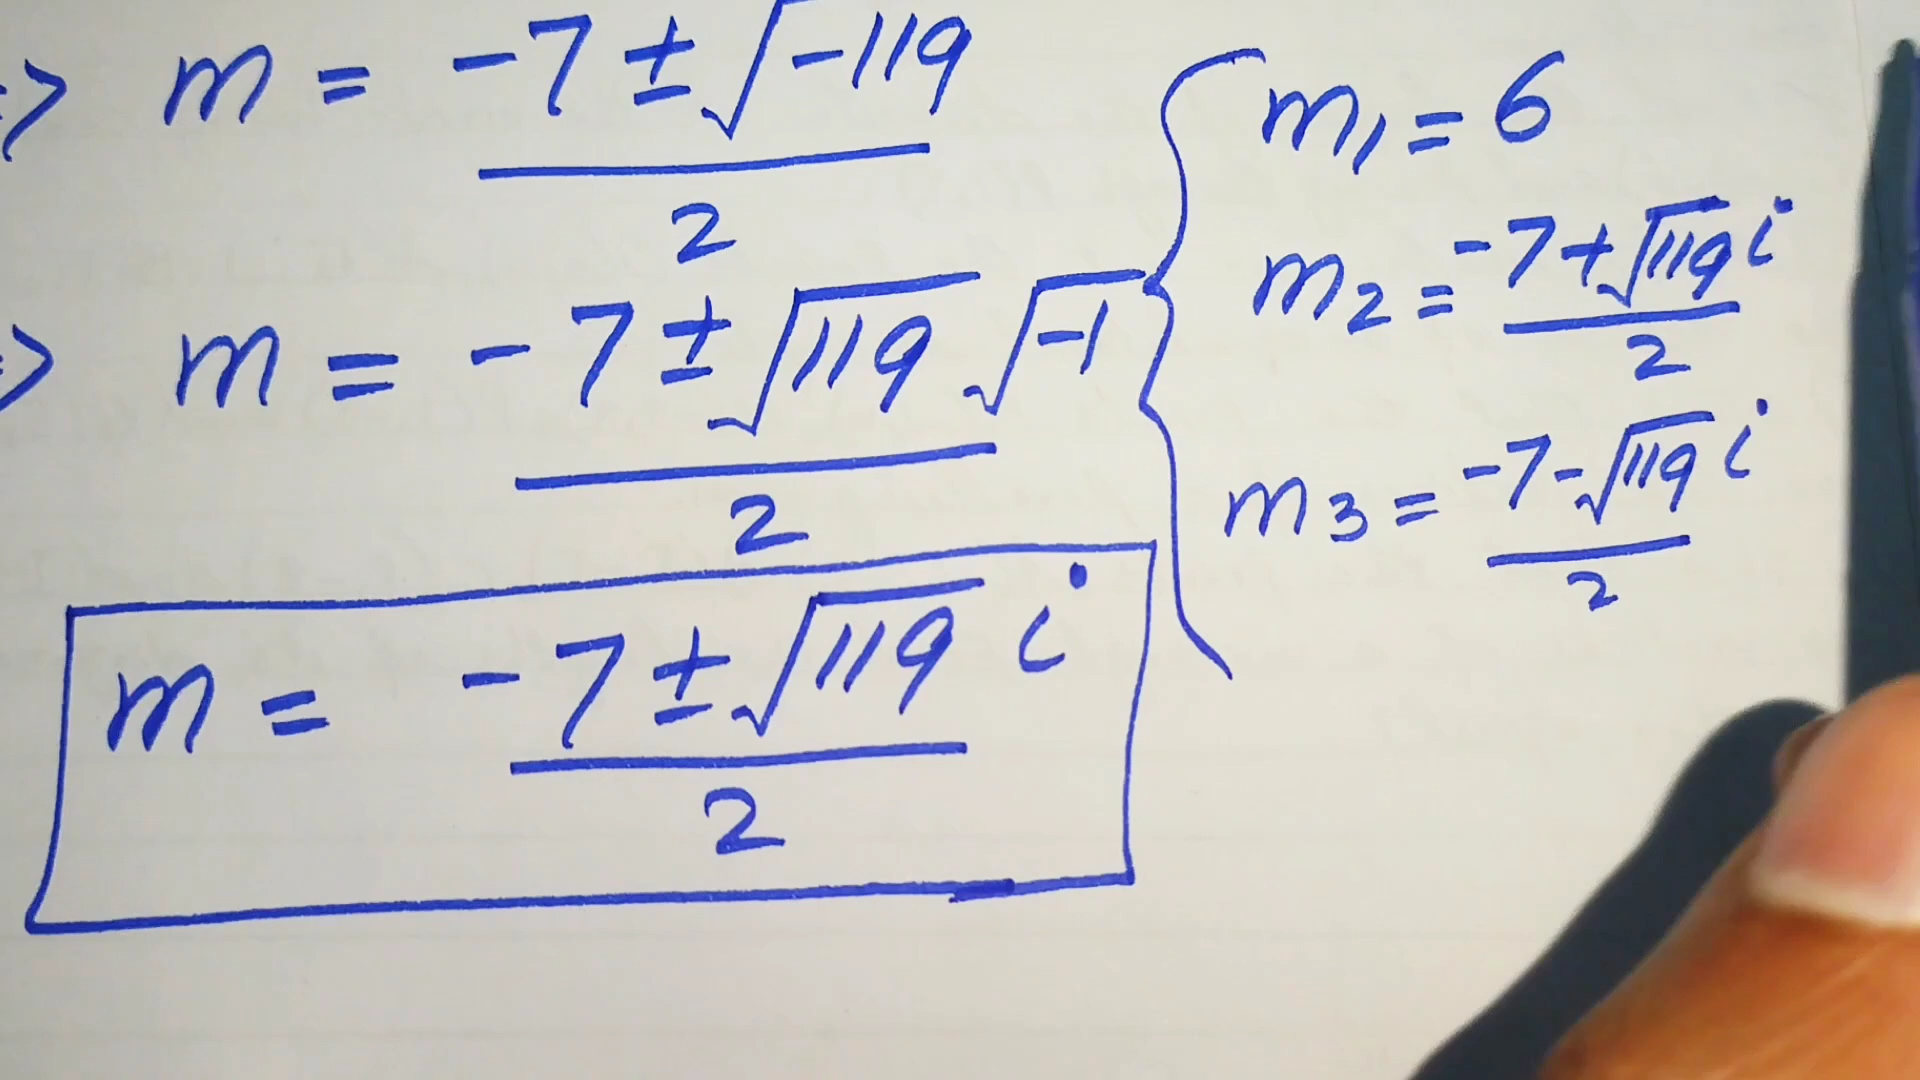 => m = (-7 ± √-119)/2
=> m = (-7 ± √119 √-1)/2
m = (-7 ± √119 i)/2
m₁ = 6
m₂ = (-7 + √119 i)/2
m₃ = (-7 - √119 i)/2